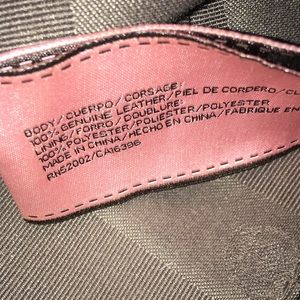 BODY/CUERPO/CORSAGE:
100% GENUINE LEATHER/PIEL DE CORDERO/CU
LINING/FORRO/DOUBLURE:
100% POLYESTER/POLIESTER/POLYESTER
MADE IN CHINA/HECHO EN CHINA/FABRIQUE EN
RN52002/CA16396